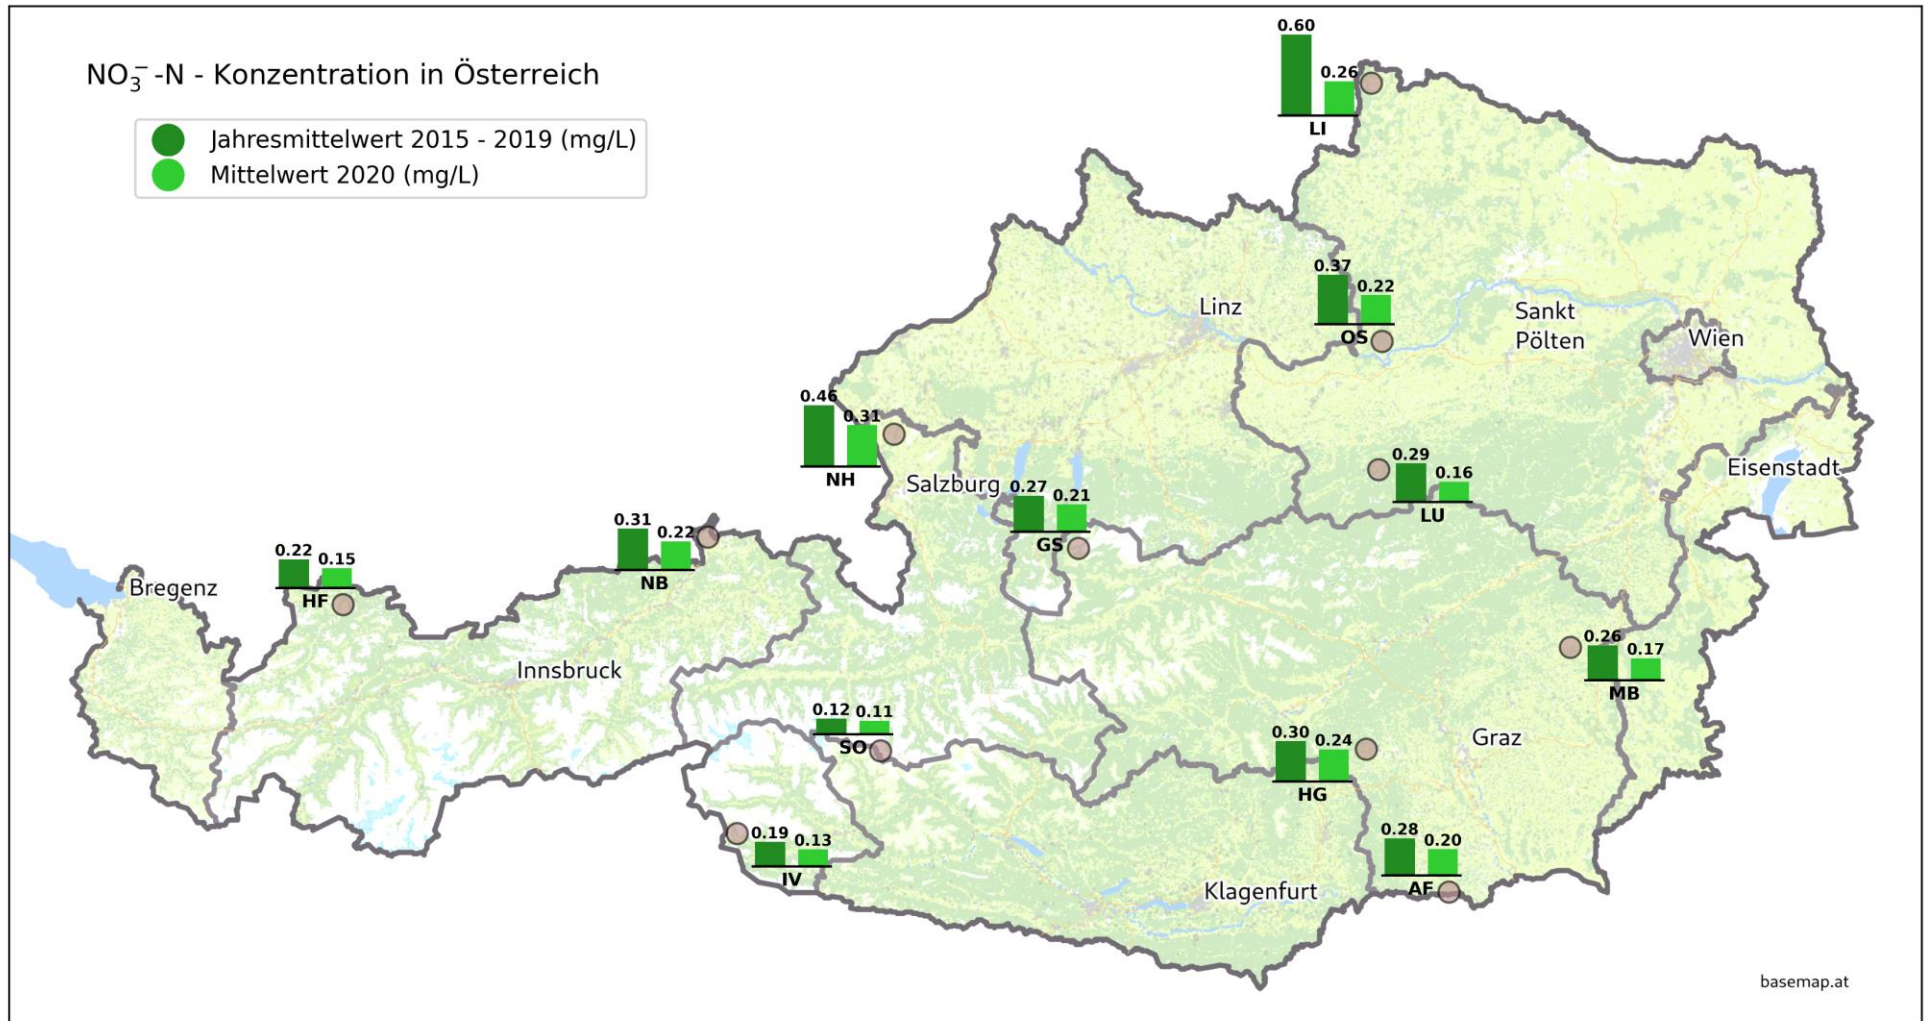 NO₃⁻-N - Konzentration in Österreich
Jahresmittelwert 2015 - 2019 (mg/L)
Mittelwert 2020 (mg/L)
0.60
0.26
LI
0.37
0.22
OS
Linz
Sankt
Pölten
Wien
0.46
0.31
NH
Salzburg
0.27
0.21
GS
0.29
0.16
LU
Eisenstadt
0.31
0.22
NB
0.22
0.15
HF
Bregenz
Innsbruck
0.26
0.17
MB
0.12
0.11
SO
0.30
0.24
HG
Graz
0.19
0.13
IV
0.28
0.20
AF
Klagenfurt
basemap.at